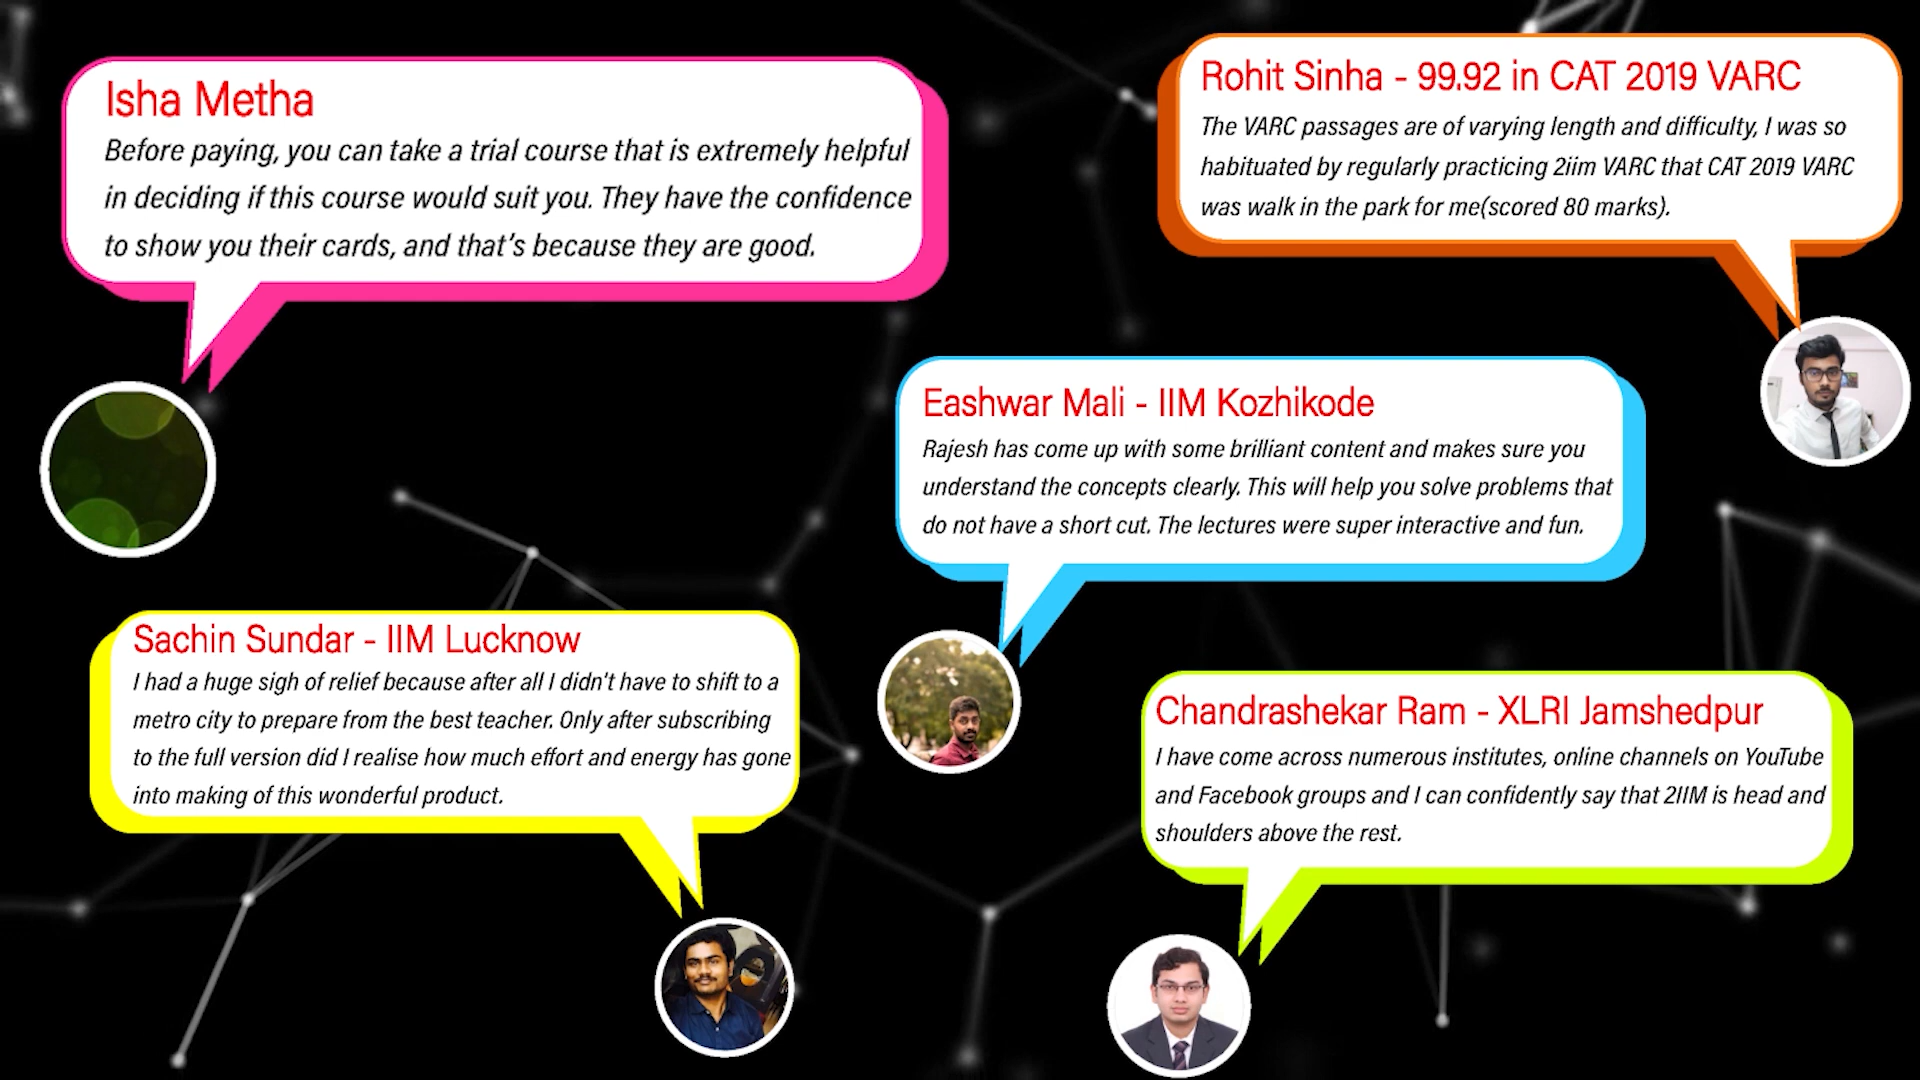 Isha Metha
Before paying, you can take a trial course that is extremely helpful
in deciding if this course would suit you. They have the confidence
to show you their cards, and that's because they are good.
Rohit Sinha - 99.92 in CAT 2019 VARC
The VARC passages are of varying length and difficulty, I was so
habituated by regularly practicing 2iim VARC that CAT 2019 VARC
was walk in the park for me(scored 80 marks).
Eashwar Mali - IIM Kozhikode
Rajesh has come up with some brilliant content and makes sure you
understand the concepts clearly. This will help you solve problems that
do not have a short cut. The lectures were super interactive and fun.
Sachin Sundar - IIM Lucknow
I had a huge sigh of relief because after all I didn't have to shift to a
metro city to prepare from the best teacher. Only after subscribing
to the full version did I realise how much effort and energy has gone
into making of this wonderful product.
Chandrashekar Ram - XLRI Jamshedpur
I have come across numerous institutes, online channels on YouTube
and Facebook groups and I can confidently say that 2IIM is head and
shoulders above the rest.